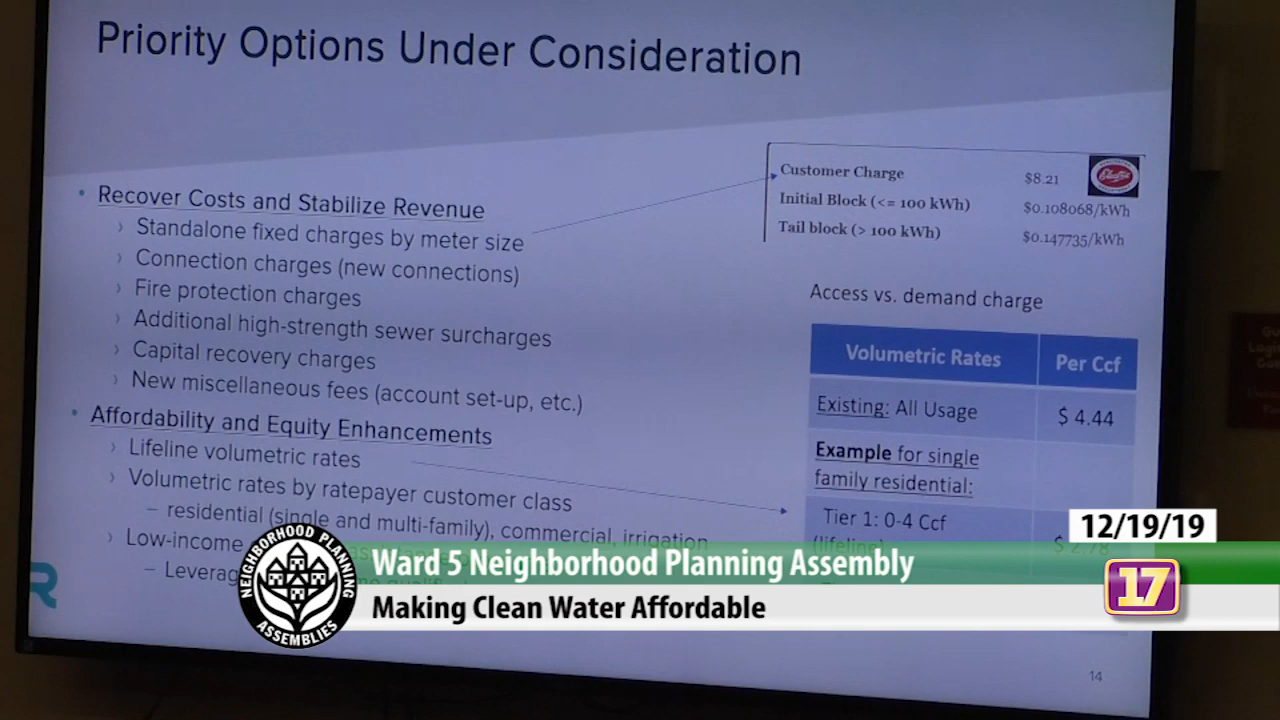 Priority Options Under Consideration
• Recover Costs and Stabilize Revenue
› Standalone fixed charges by meter size
› Connection charges (new connections)
› Fire protection charges
› Additional high-strength sewer surcharges
› Capital recovery charges
› New miscellaneous fees (account set-up, etc.)
• Affordability and Equity Enhancements
› Lifeline volumetric rates
› Volumetric rates by ratepayer customer class
– residential (single and multi-family), commercial, irrigation
› Low-income
– Leverag
Customer Charge $8.21
Initial Block (<= 100 kWh) $0.108068/kWh
Tail block (> 100 kWh) $0.147735/kWh
Electric
Access vs. demand charge
Volumetric Rates Per Ccf
Existing: All Usage $ 4.44
Example for single
family residential:
Tier 1: 0-4 Ccf
(lifeline) $ 2.78
12/19/19
NEIGHBORHOOD PLANNING
ASSEMBLIES
Ward 5 Neighborhood Planning Assembly
Making Clean Water Affordable
17
R
14